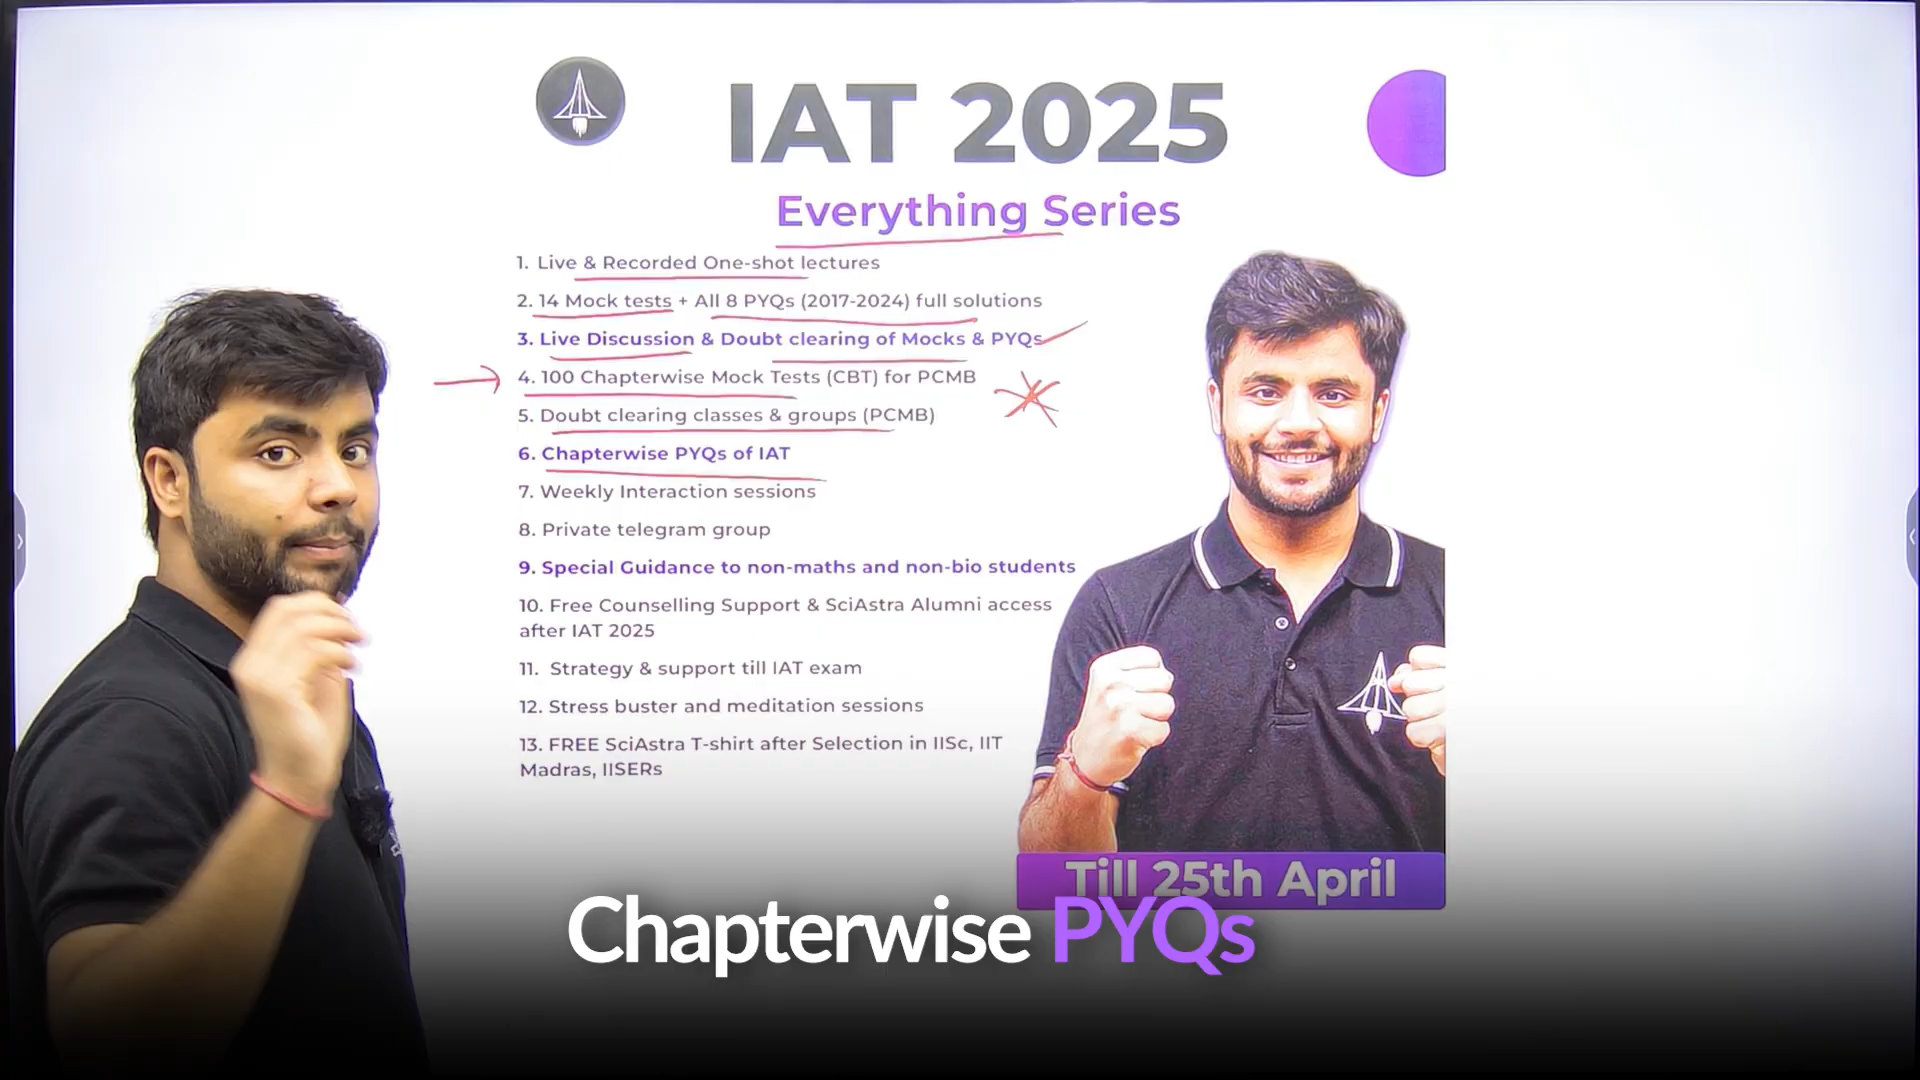 IAT 2025
Everything Series
1. Live & Recorded One-shot lectures
2. 14 Mock tests + All 8 PYQs (2017-2024) full solutions
3. Live Discussion & Doubt clearing of Mocks & PYQs
4. 100 Chapterwise Mock Tests (CBT) for PCMB
5. Doubt clearing classes & groups (PCMB)
6. Chapterwise PYQs of IAT
7. Weekly Interaction sessions
8. Private telegram group
9. Special Guidance to non-maths and non-bio students
10. Free Counselling Support & SciAstra Alumni access
after IAT 2025
11. Strategy & support till IAT exam
12. Stress buster and meditation sessions
13. FREE SciAstra T-shirt after Selection in IISc, IIT
Madras, IISERs
Till 25th April
Chapterwise PYQs